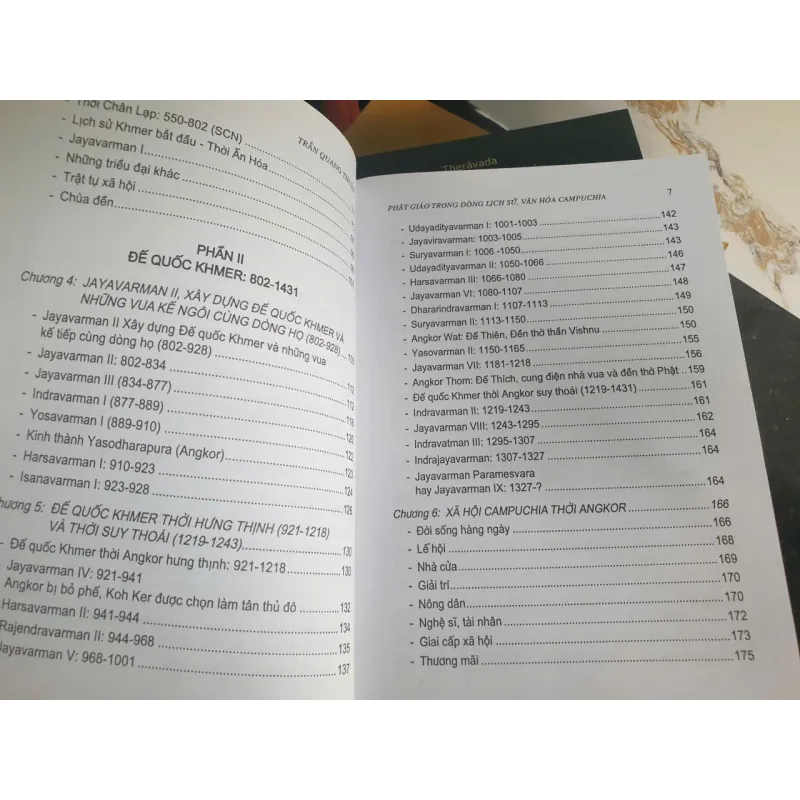 - Thời Chân Lạp: 550-802 (SCN)
- Lịch sử Khmer bắt đầu - Thời Ấn Hóa
- Jayavarman I
- Những triều đại khác
- Trật tự xã hội
- Chùa đền
TRẦN QUANG
PHẦN II
ĐẾ QUỐC KHMER: 802-1431
Chương 4: JAYAVARMAN II, XÂY DỰNG ĐẾ QUỐC KHMER VÀ
NHỮNG VUA KẾ NGÔI CÙNG DÒNG HỌ (802-928)
- Jayavarman II Xây dựng Đế quốc Khmer và những vua
kế tiếp cùng dòng họ (802-928)
- Jayavarman II: 802-834 112
- Jayavarman III (834-877)
- Indravarman I (877-889) 118
- Yosavarman I (889-910) 120
- Kinh thành Yasodharapura (Angkor) 122
- Harsavarman I: 910-923 123
- Isanavarman I: 923-928 124
126
Chương 5: ĐẾ QUỐC KHMER THỜI HƯNG THỊNH (921-1218)
VÀ THỜI SUY THOÁI (1219-1243) 130
- Đế quốc Khmer thời Angkor hưng thịnh: 921-1218 130
Jayavarman IV: 921-941
Angkor bị bỏ phế, Koh Ker được chọn làm tân thủ đô 132
Harsavarman II: 941-944 134
Rajendravarman II: 944-968 135
Jayavarman V: 968-1001 137
Theravada
PHẬT GIÁO TRONG DÒNG LỊCH SỬ, VĂN HÓA CAMPUCHIA 7
- Udayadityavarman I: 1001-1003 142
- Jayaviravarman: 1003-1005 143
- Suryavarman I: 1006 -1050 143
- Udayadityavarman II: 1050-1066 146
- Harsavarman III: 1066-1080 147
- Jayavarman VI: 1080-1107 148
- Dhararindravarman I: 1107-1113 149
- Suryavarman II: 1113-1150 150
- Angkor Wat: Đế Thiên, Đền thờ thần Vishnu 150
- Yasovarman II: 1150-1165 155
- Jayavarman VII: 1181-1218 156
- Angkor Thom: Đế Thích, cung điện nhà vua và đền thờ Phật 159
- Đế quốc Khmer thời Angkor suy thoái (1219-1431) 161
- Indravarman II: 1219-1243 161
- Jayavarman VIII: 1243-1295 162
- Indravatman III: 1295-1307 164
- Indrajayavarman: 1307-1327 164
- Jayavarman Paramesvara
hay Jayavarman IX: 1327-? 164
Chương 6: XÃ HỘI CAMPUCHIA THỜI ANGKOR 166
- Đời sống hàng ngày 166
- Lễ hội 168
- Nhà cửa 169
- Giải trí 170
- Nông dân 170
- Nghệ sĩ, tài nhân 172
- Giai cấp xã hội 173
- Thương mãi 175